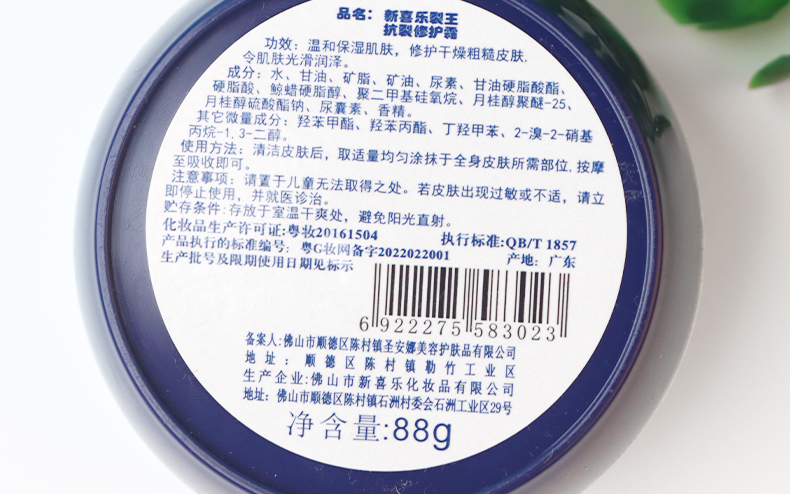 品名：新喜乐裂王
抗裂修护霜
功效：温和保湿肌肤，修护干燥粗糙皮肤，
令肌肤光滑润泽。
成分：水、甘油、矿脂、矿油、尿素、甘油硬脂酸酯、
硬脂酸、鲸蜡硬脂醇、聚二甲基硅氧烷、月桂醇聚醚-25、
月桂醇硫酸酯钠、尿囊素、香精。
其它微量成分：羟苯甲酯、羟苯丙酯、丁羟甲苯、2-溴-2-硝基
丙烷-1,3-二醇。
使用方法：清洁皮肤后，取适量均匀涂抹于全身皮肤所需部位,按摩
至吸收即可。
注意事项：请置于儿童无法取得之处。若皮肤出现过敏或不适，请立
即停止使用，并就医诊治。
贮存条件：存放于室温干爽处，避免阳光直射。
化妆品生产许可证:粤妆20161504 执行标准:QB/T 1857
产品执行的标准编号：粤G妆网备字2022022001 产地：广东
生产批号及限期使用日期见标示
6 922275 583023
备案人:佛山市顺德区陈村镇圣安娜美容护肤品有限公司
地址：顺德区陈村镇勒竹工业区
生产企业:佛山市新喜乐化妆品有限公司
地址:佛山市顺德区陈村镇石洲村委会石洲工业区29号
净含量:88g